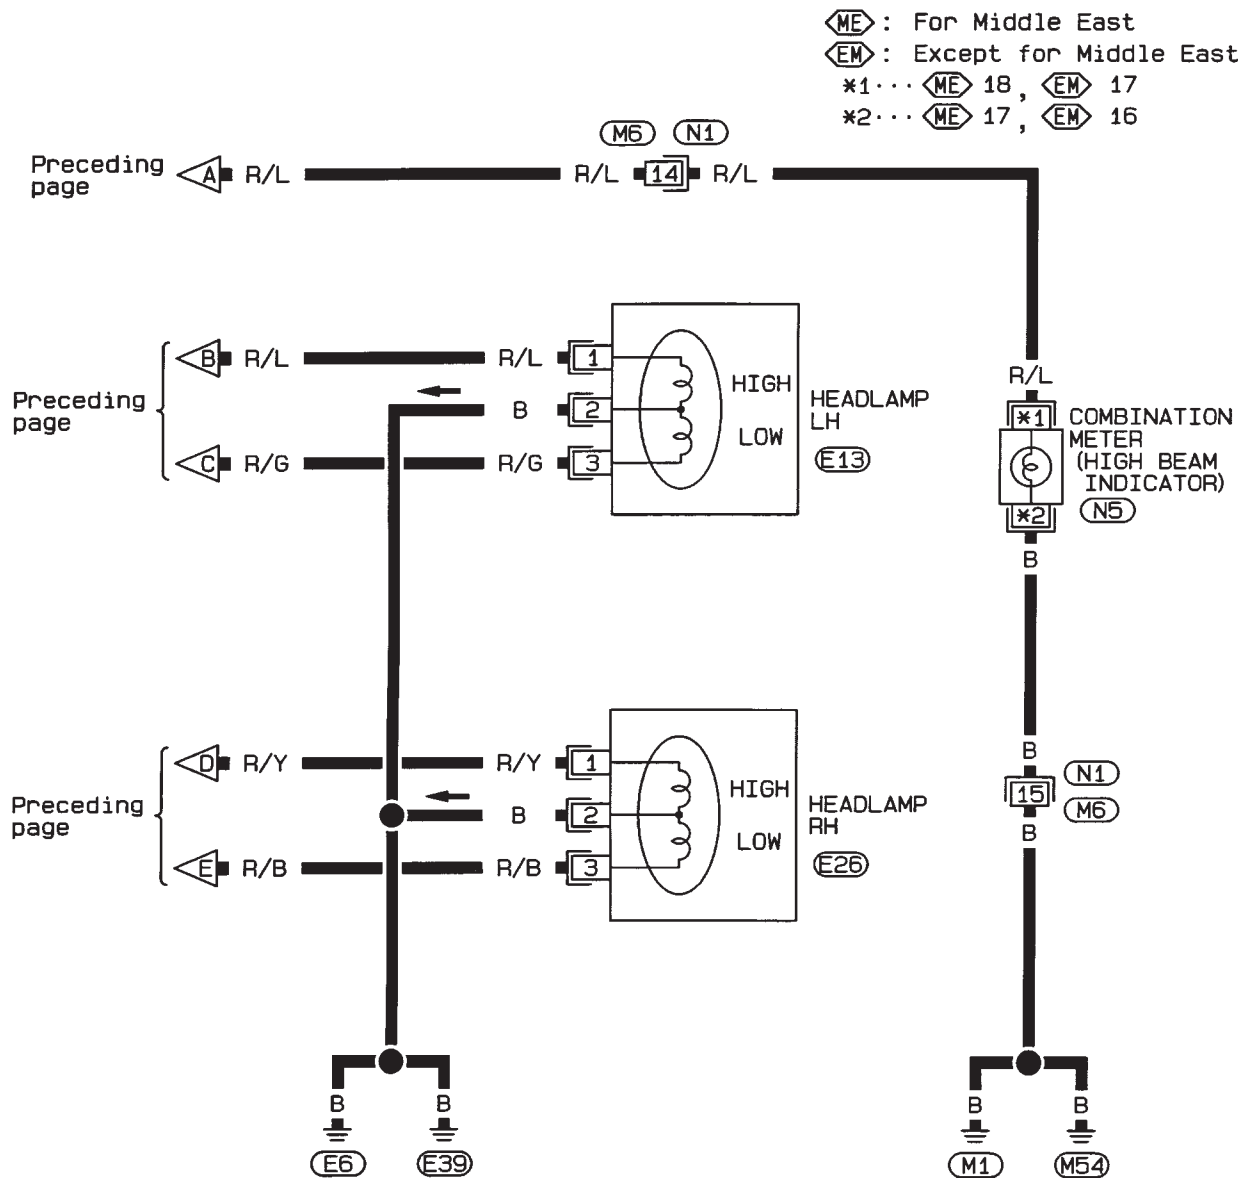 ME : For Middle East
EM : Except for Middle East
*1... ME 18 , EM 17
*2... ME 17 , EM 16
M6 N1
Preceding
page
A R/L R/L 14 R/L
B R/L R/L 1
B 2
C R/G R/G 3
Preceding
page
HIGH
LOW
HEADLAMP
LH
E13
R/L
*1
*2
COMBINATION
METER
(HIGH BEAM
INDICATOR)
N5
B
D R/Y R/Y 1
B 2
E R/B R/B 3
Preceding
page
HIGH
LOW
HEADLAMP
RH
E26
B
15
N1
M6
B
B B B B
E6 E39 M1 M54